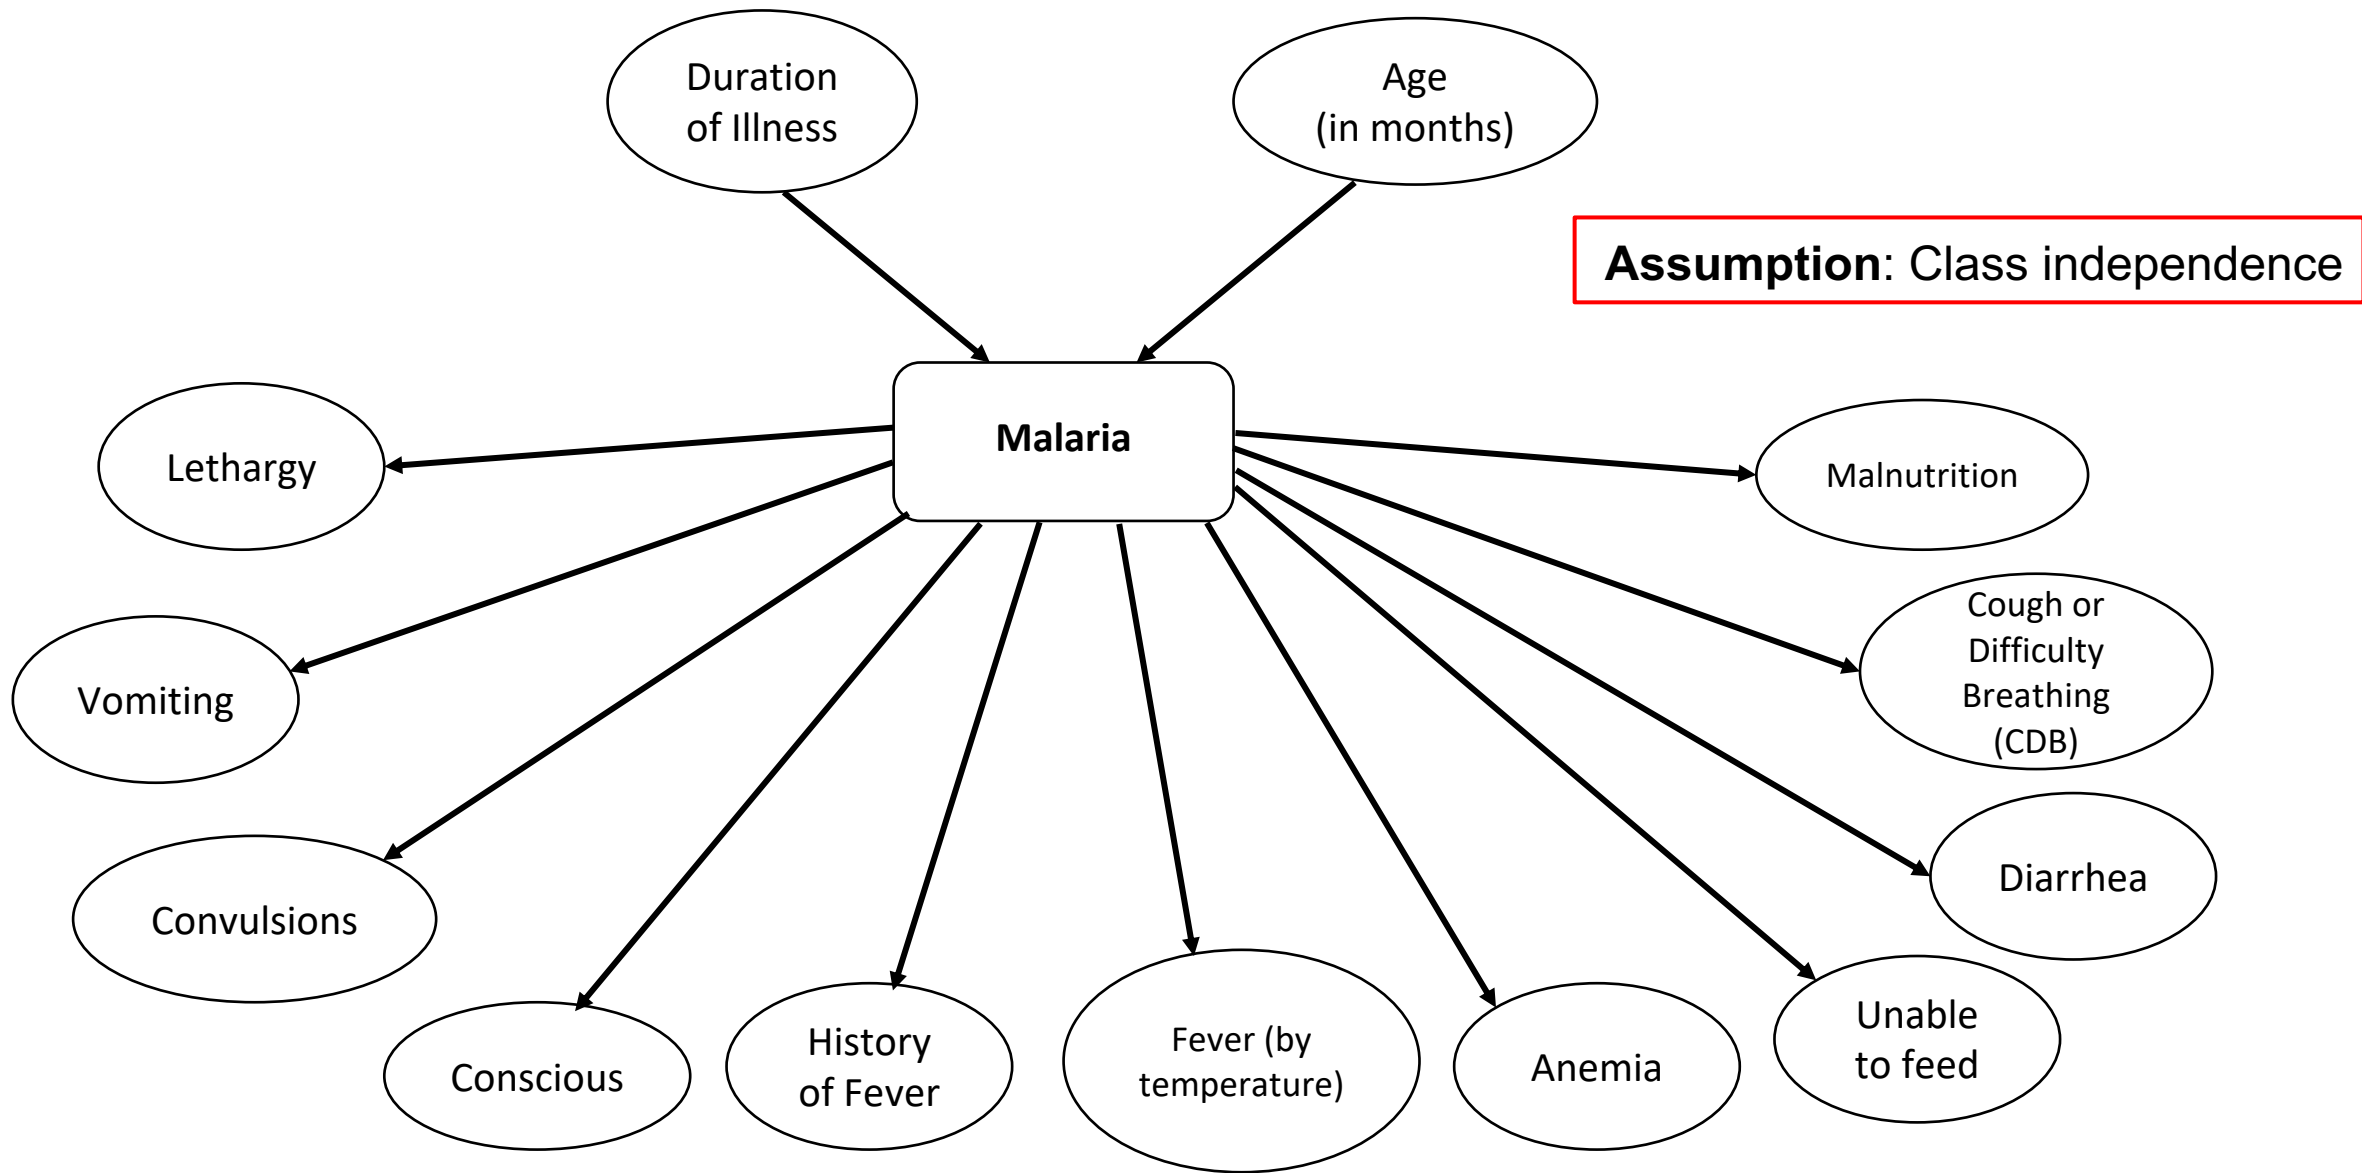 Duration
of Illness
Age
(in months)
Assumption: Class independence
Malaria
Lethargy
Malnutrition
Vomiting
Cough or
Difficulty
Breathing
(CDB)
Convulsions
Diarrhea
Conscious
History
of Fever
Fever (by
temperature)
Anemia
Unable
to feed